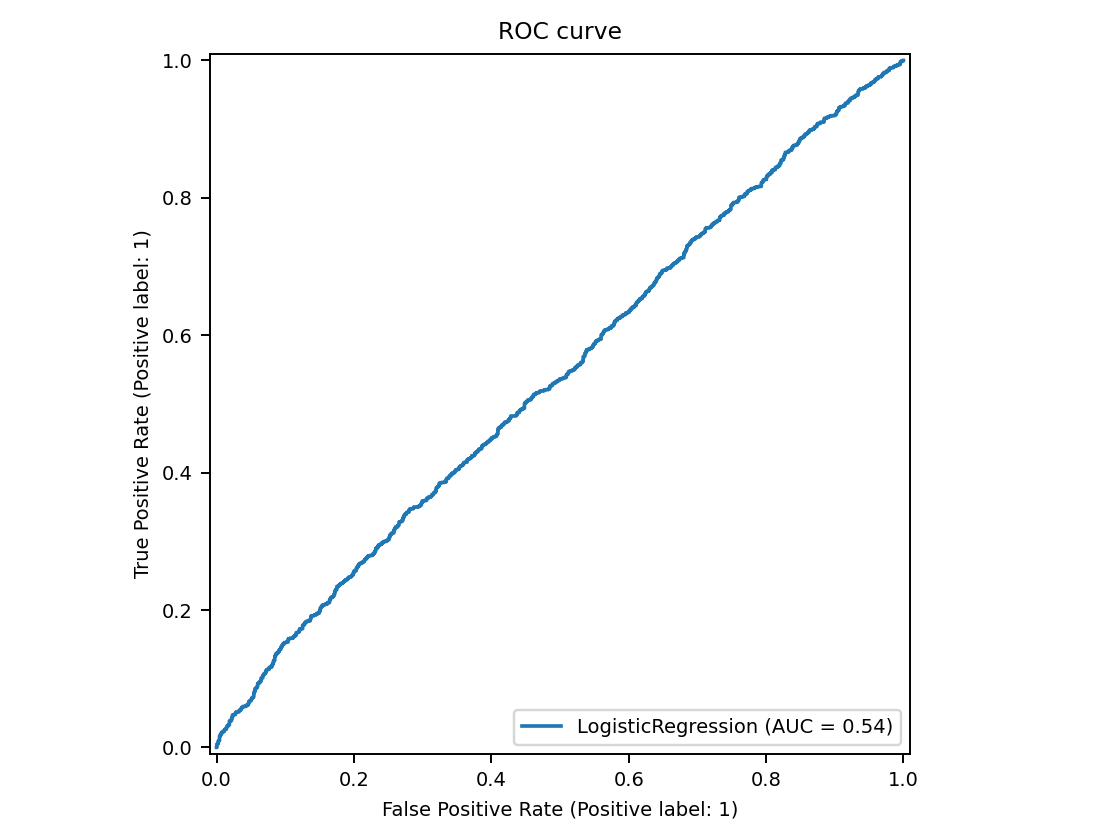 ROC curve
True Positive Rate (Positive label: 1)
1.0
0.8
0.6
0.4
0.2
0.0
LogisticRegression (AUC = 0.54)
0.0 0.2 0.4 0.6 0.8 1.0
False Positive Rate (Positive label: 1)